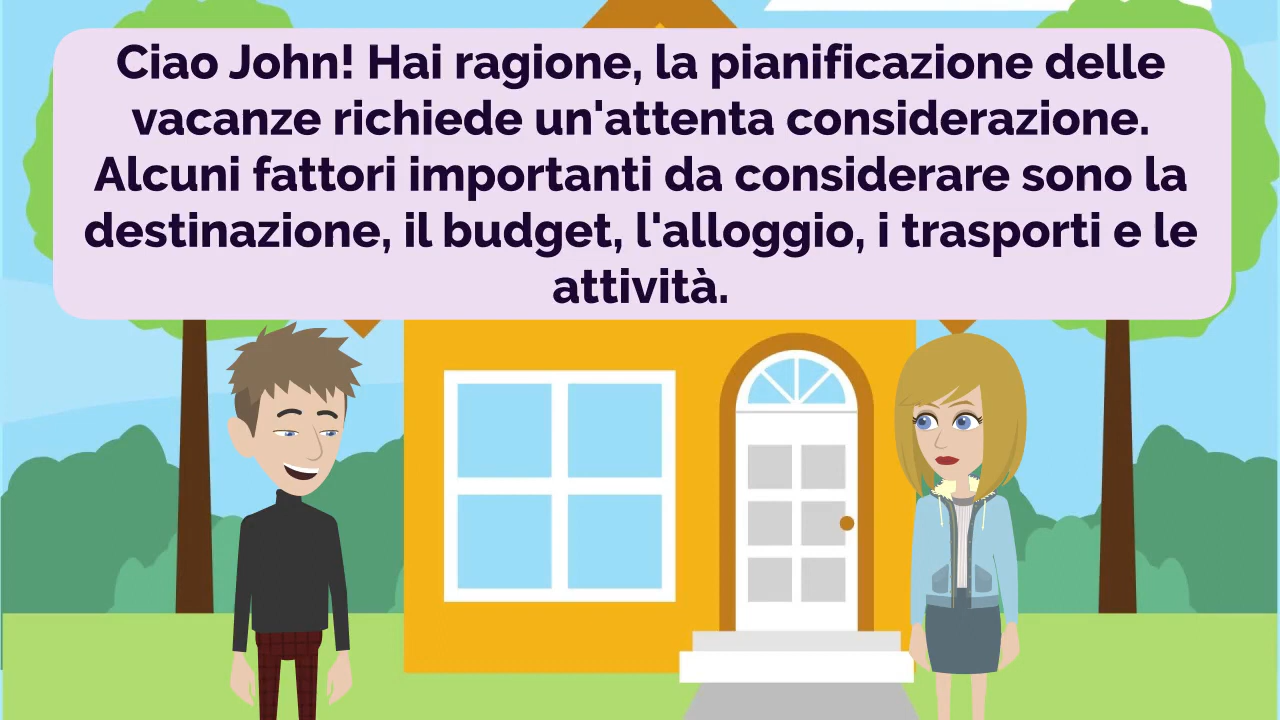 Ciao John! Hai ragione, la pianificazione delle
vacanze richiede un'attenta considerazione.
Alcuni fattori importanti da considerare sono la
destinazione, il budget, l'alloggio, i trasporti e le
attività.